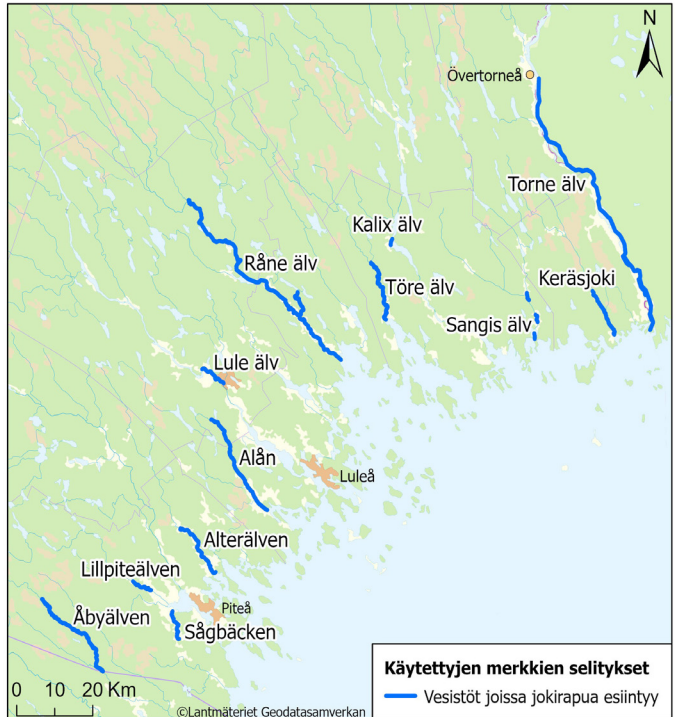 N
Övertorneå
Torne älv
Kalix älv
Råne älv
Töre älv
Keräsjoki
Sangis älv
Lule älv
Alån
Luleå
Alterälven
Lillpiteälven
Piteå
Åbyälven
Sågbäcken
Käytettyjen merkkien selitykset
Vesistöt joissa jokirapua esiintyy
0 10 20 Km
©Lantmäteriet Geodatasamverkan